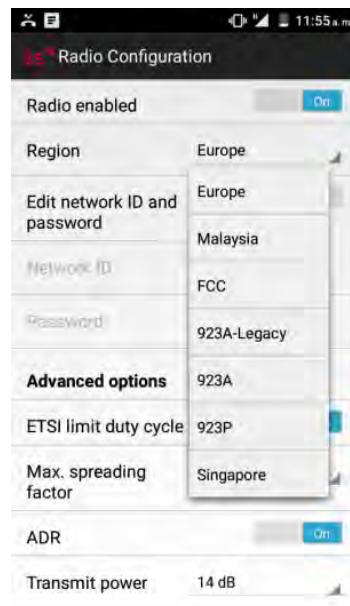 11:55 a.m
Radio Configuration
Radio enabled
On
Region
Europe
Europe
Edit network ID and
password
Malaysia
Network ID
FCC
Password
923A-Legacy
Advanced options
923A
ETSI limit duty cycle
923P
Max. spreading
factor
Singapore
ADR
On
Transmit power
14 dB